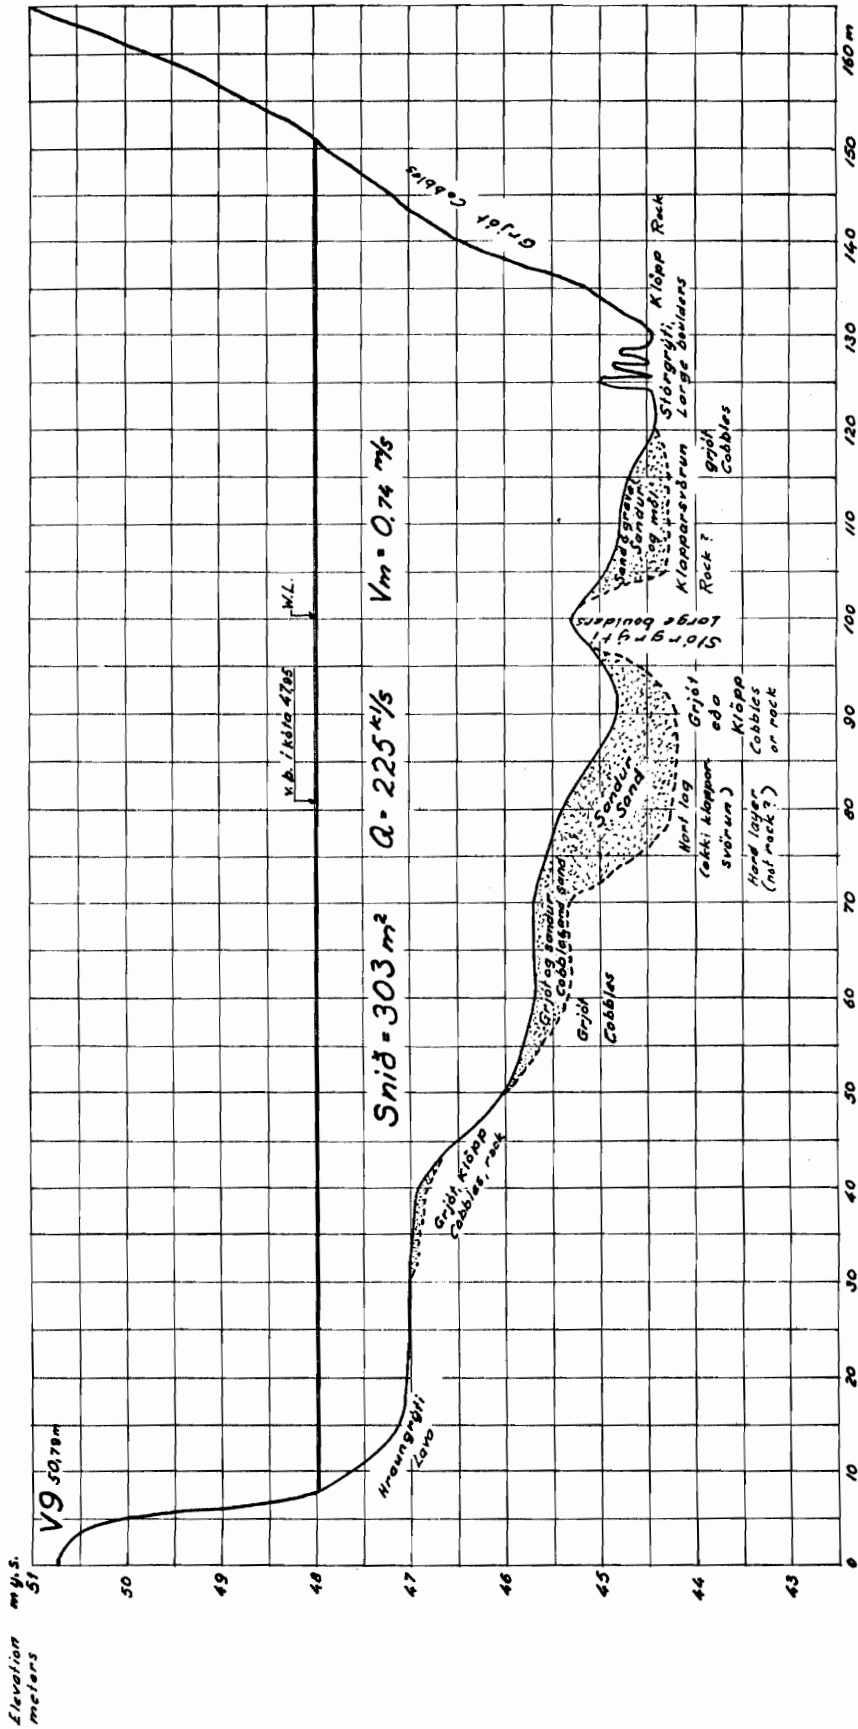 Elevation m y.s.
meters
51
50
49
48
47
46
45
44
43
V9 50,79m
v.b. í kóta 47.95
W.L.
Snið = 303 m² Q = 225 kl/s Vm = 0,74 m/s
Hraungrýti
Lava
Grjót, Klöpp
Cobbles, rock
Grjót og sandur
Cobbles and sand
Grjót
Cobbles
Sandur
Sand
Hart lag
(ekki klappar-
svörun)
Hard layer
(not rock?)
Grjót
eða
Klöpp
Cobbles
or rock
Stórgrýti
Large boulders
Sand & gravel
Sandur
og möl
Klapparsvörun
Rock?
grjót
Cobbles
Stórgrýti, Klöpp Rock
Large boulders
Grjót Cobbles
0 10 20 30 40 50 60 70 80 90 100 110 120 130 140 150 160 m